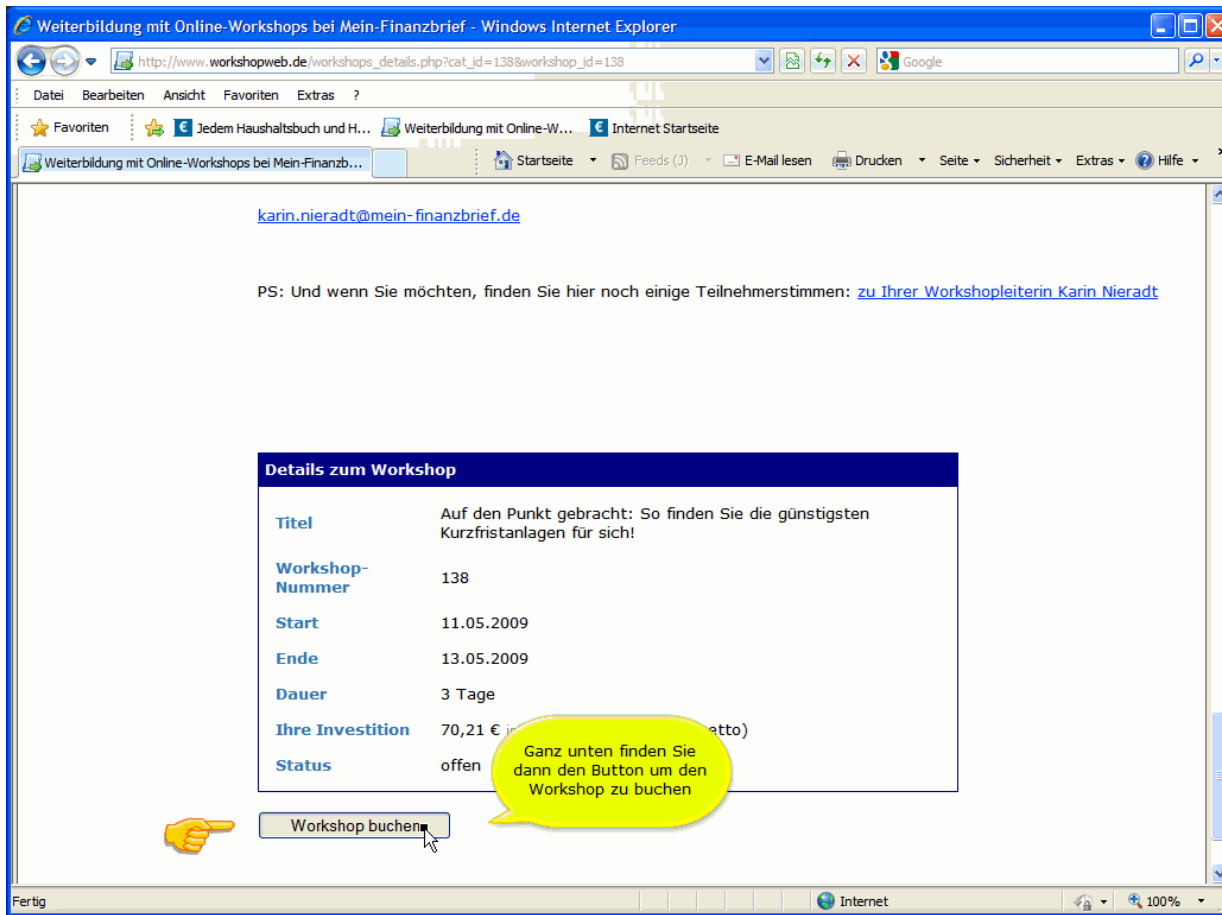 Weiterbildung mit Online-Workshops bei Mein-Finanzbrief - Windows Internet Explorer
http://www.workshopweb.de/workshops_details.php?cat_id=138&workshop_id=138
Google
Datei Bearbeiten Ansicht Favoriten Extras ?
Favoriten Jedem Haushaltsbuch und H... Weiterbildung mit Online-W... Internet Startseite
Weiterbildung mit Online-Workshops bei Mein-Finanzb... Startseite Feeds (J) E-Mail lesen Drucken Seite Sicherheit Extras Hilfe
karin.nieradt@mein-finanzbrief.de
PS: Und wenn Sie möchten, finden Sie hier noch einige Teilnehmerstimmen: zu Ihrer Workshopleiterin Karin Nieradt
Details zum Workshop
Titel Auf den Punkt gebracht: So finden Sie die günstigsten
Kurzfristanlagen für sich!
Workshop-
Nummer 138
Start 11.05.2009
Ende 13.05.2009
Dauer 3 Tage
Ihre Investition 70,21 € etto)
Status offen
Ganz unten finden Sie
dann den Button um den
Workshop zu buchen
Workshop buchen
Fertig Internet 100%